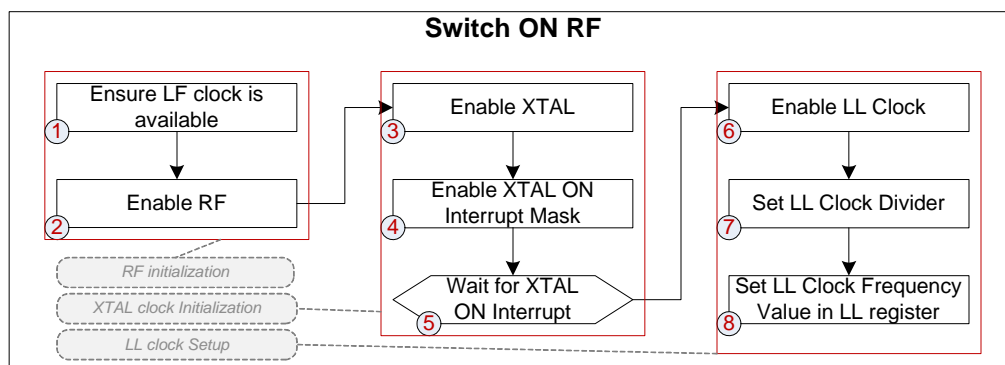 Switch ON RF
Ensure LF clock is
available
1
Enable RF
2
Enable XTAL
3
Enable XTAL ON
Interrupt Mask
4
Wait for XTAL
ON Interrupt
5
Enable LL Clock
6
Set LL Clock Divider
7
Set LL Clock Frequency
Value in LL register
8
RF initialization
XTAL clock Initialization
LL clock Setup